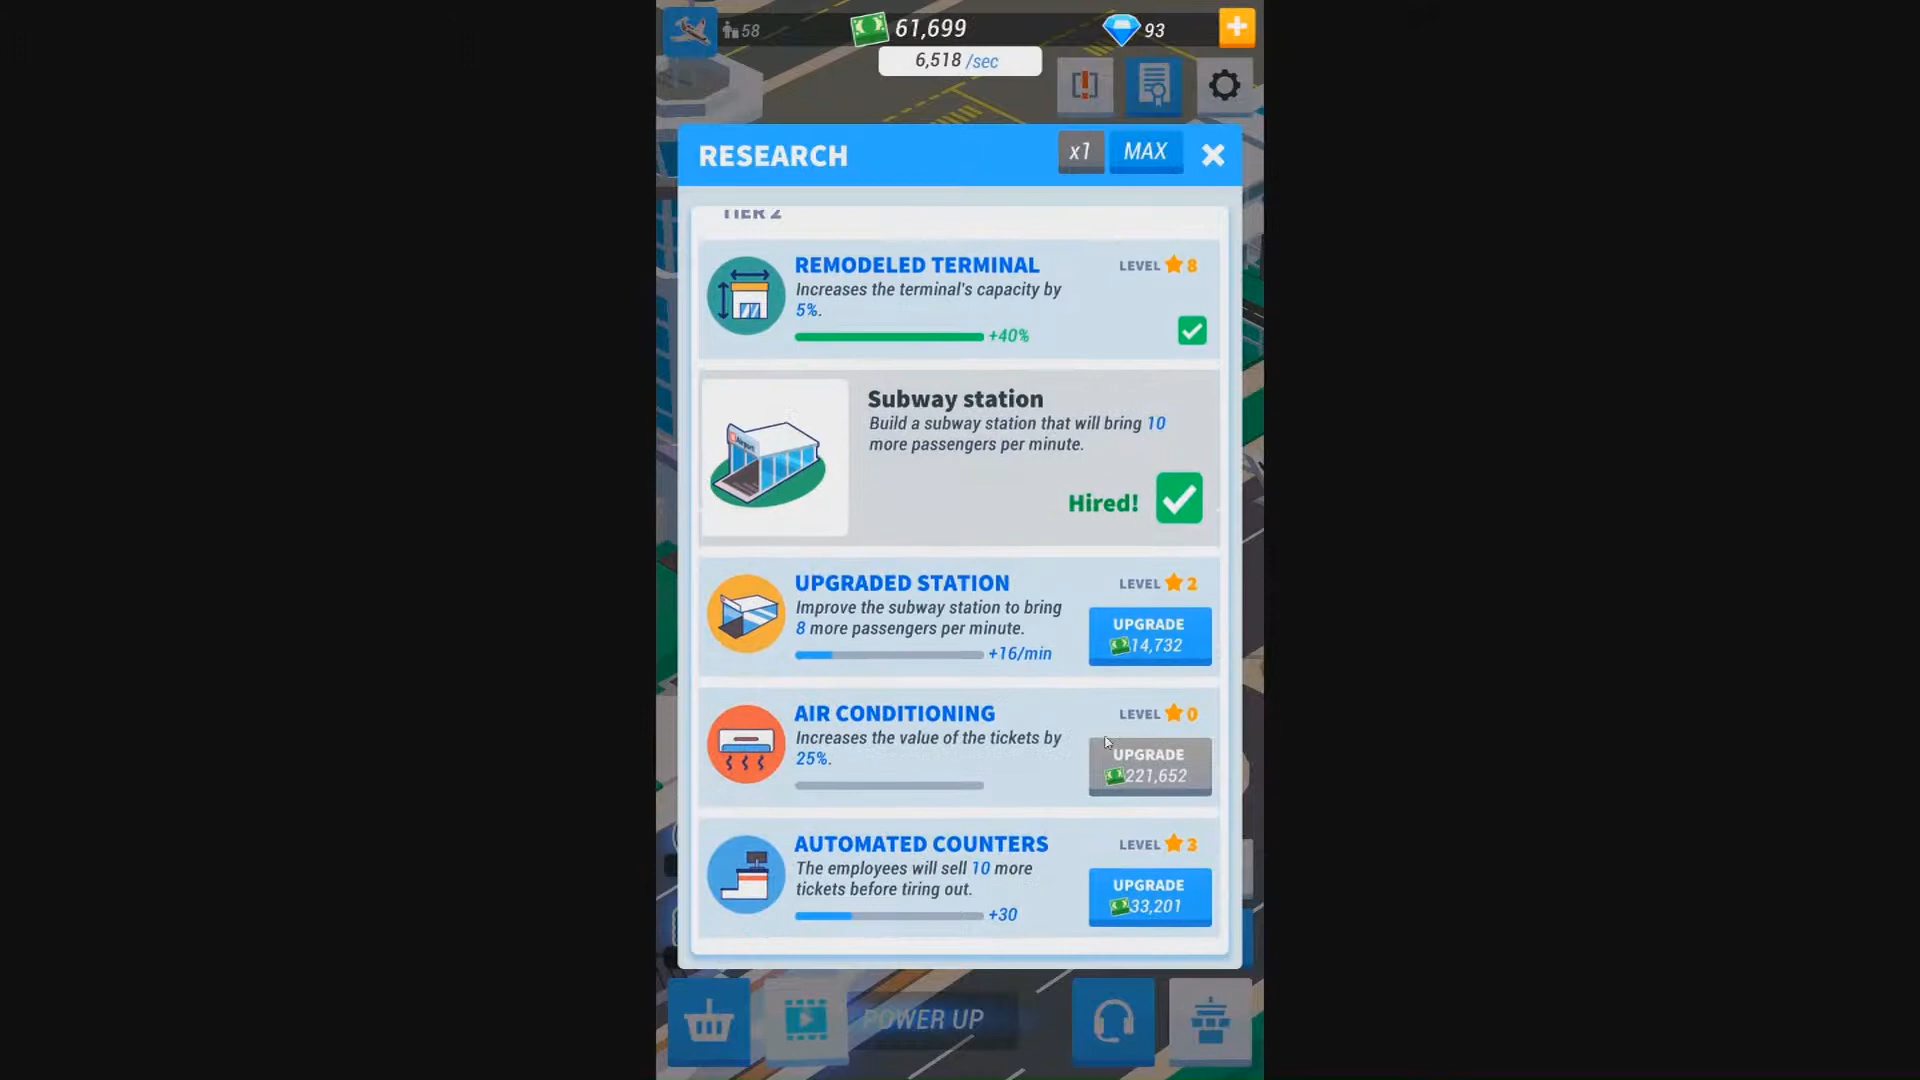 58
61,699
93
6,518 /sec
RESEARCH
x1
MAX
TIER 2
REMODELED TERMINAL
LEVEL 8
Increases the terminal's capacity by
5%.
+40%
Subway station
Build a subway station that will bring 10
more passengers per minute.
Hired!
UPGRADED STATION
LEVEL 2
Improve the subway station to bring
8 more passengers per minute.
+16/min
UPGRADE
14,732
AIR CONDITIONING
LEVEL 0
Increases the value of the tickets by
25%.
UPGRADE
221,652
AUTOMATED COUNTERS
LEVEL 3
The employees will sell 10 more
tickets before tiring out.
+30
UPGRADE
33,201
POWER UP